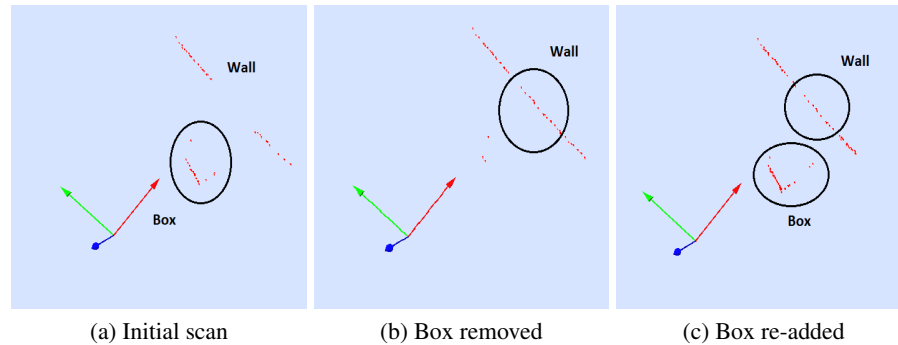 Wall
Box
(a) Initial scan
Wall
(b) Box removed
Wall
Box
(c) Box re-added